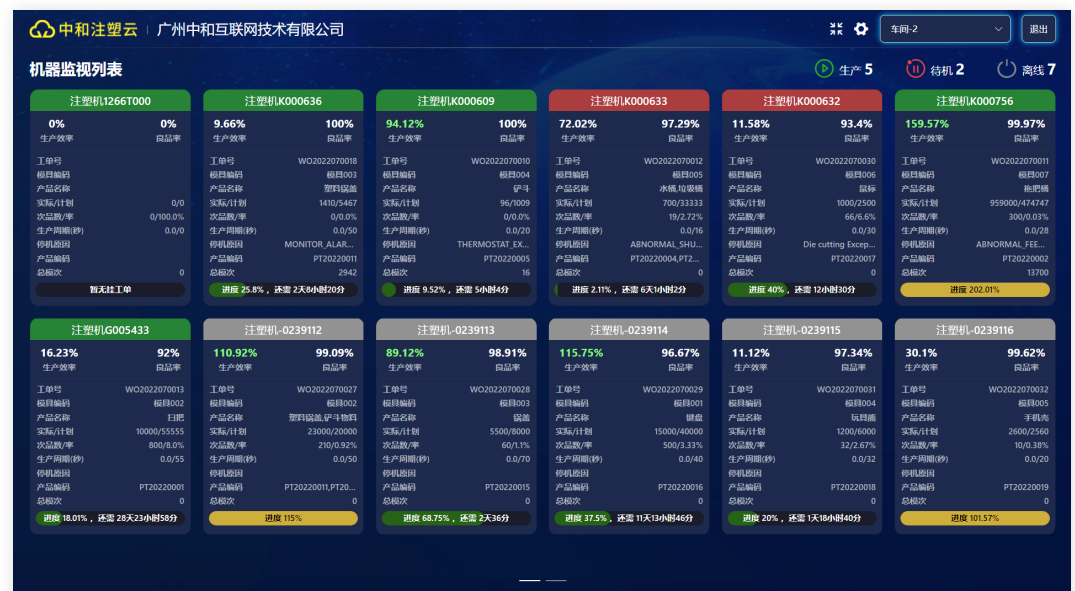 中和注塑云 广州中和互联网技术有限公司 车间-2 退出
机器监视列表 生产 5 待机 2 离线 7
注塑机1266T000
0% 0%
生产效率 良品率
工单号
模具编码
产品名称
实际/计划 0/0
次品数/率 0/100.0%
生产周期(秒) 0.0/0
停机原因
产品编码
总模次 0
暂无挂工单
注塑机K000636
9.66% 100%
生产效率 良品率
工单号 WO2022070018
模具编码 模具003
产品名称 塑料锅盖
实际/计划 1410/5467
次品数/率 0/0.0%
生产周期(秒) 0.0/50
停机原因 MONITOR_ALAR...
产品编码 PT20220011
总模次 2942
进度 25.8% ，还需 2天8小时20分
注塑机K000609
94.12% 100%
生产效率 良品率
工单号 WO2022070010
模具编码 模具004
产品名称 铲斗
实际/计划 96/1009
次品数/率 0/0.0%
生产周期(秒) 0.0/20
停机原因 THERMOSTAT_EX...
产品编码 PT20220005
总模次 16
进度 9.52% ，还需 5小时4分
注塑机K000633
72.02% 97.29%
生产效率 良品率
工单号 WO2022070012
模具编码 模具005
产品名称 水桶,垃圾桶
实际/计划 700/33333
次品数/率 19/2.72%
生产周期(秒) 0.0/16
停机原因 ABNORMAL_SHU...
产品编码 PT20220004,PT2...
总模次 0
进度 2.11% ，还需 6天1小时2分
注塑机K000632
11.58% 93.4%
生产效率 良品率
工单号 WO2022070030
模具编码 模具006
产品名称 鼠标
实际/计划 1000/2500
次品数/率 66/6.6%
生产周期(秒) 0.0/30
停机原因 Die cutting Excep...
产品编码 PT20220017
总模次 0
进度 40% ，还需 12小时30分
注塑机K000756
159.57% 99.97%
生产效率 良品率
工单号 WO2022070011
模具编码 模具007
产品名称 拖把桶
实际/计划 959000/474747
次品数/率 300/0.03%
生产周期(秒) 0.0/28
停机原因 ABNORMAL_FEE...
产品编码 PT20220002
总模次 13700
进度 202.01%
注塑机G005433
16.23% 92%
生产效率 良品率
工单号 WO2022070013
模具编码 模具002
产品名称 扫把
实际/计划 10000/55555
次品数/率 800/8.0%
生产周期(秒) 0.0/55
停机原因
产品编码 PT20220001
总模次 0
进度 18.01% ，还需 28天23小时58分
注塑机-0239112
110.92% 99.09%
生产效率 良品率
工单号 WO2022070027
模具编码 模具002
产品名称 塑料锅盖,铲斗物料
实际/计划 23000/20000
次品数/率 210/0.92%
生产周期(秒) 0.0/50
停机原因
产品编码 PT20220011,PT20...
总模次 0
进度 115%
注塑机-0239113
89.12% 98.91%
生产效率 良品率
工单号 WO2022070028
模具编码 模具003
产品名称 锅盖
实际/计划 5500/8000
次品数/率 60/1.1%
生产周期(秒) 0.0/70
停机原因
产品编码 PT20220015
总模次 0
进度 68.75% ，还需 2天36分
注塑机-0239114
115.75% 96.67%
生产效率 良品率
工单号 WO2022070029
模具编码 模具001
产品名称 键盘
实际/计划 15000/40000
次品数/率 500/3.33%
生产周期(秒) 0.0/40
停机原因
产品编码 PT20220016
总模次 0
进度 37.5% ，还需 11天13小时46分
注塑机-0239115
11.12% 97.34%
生产效率 良品率
工单号 WO2022070031
模具编码 模具004
产品名称 玩具熊
实际/计划 1200/6000
次品数/率 32/2.67%
生产周期(秒) 0.0/32
停机原因
产品编码 PT20220018
总模次 0
进度 20% ，还需 1天18小时40分
注塑机-0239116
30.1% 99.62%
生产效率 良品率
工单号 WO2022070032
模具编码 模具005
产品名称 手机壳
实际/计划 2600/2560
次品数/率 10/0.38%
生产周期(秒) 0.0/20
停机原因
产品编码 PT20220019
总模次 0
进度 101.57%